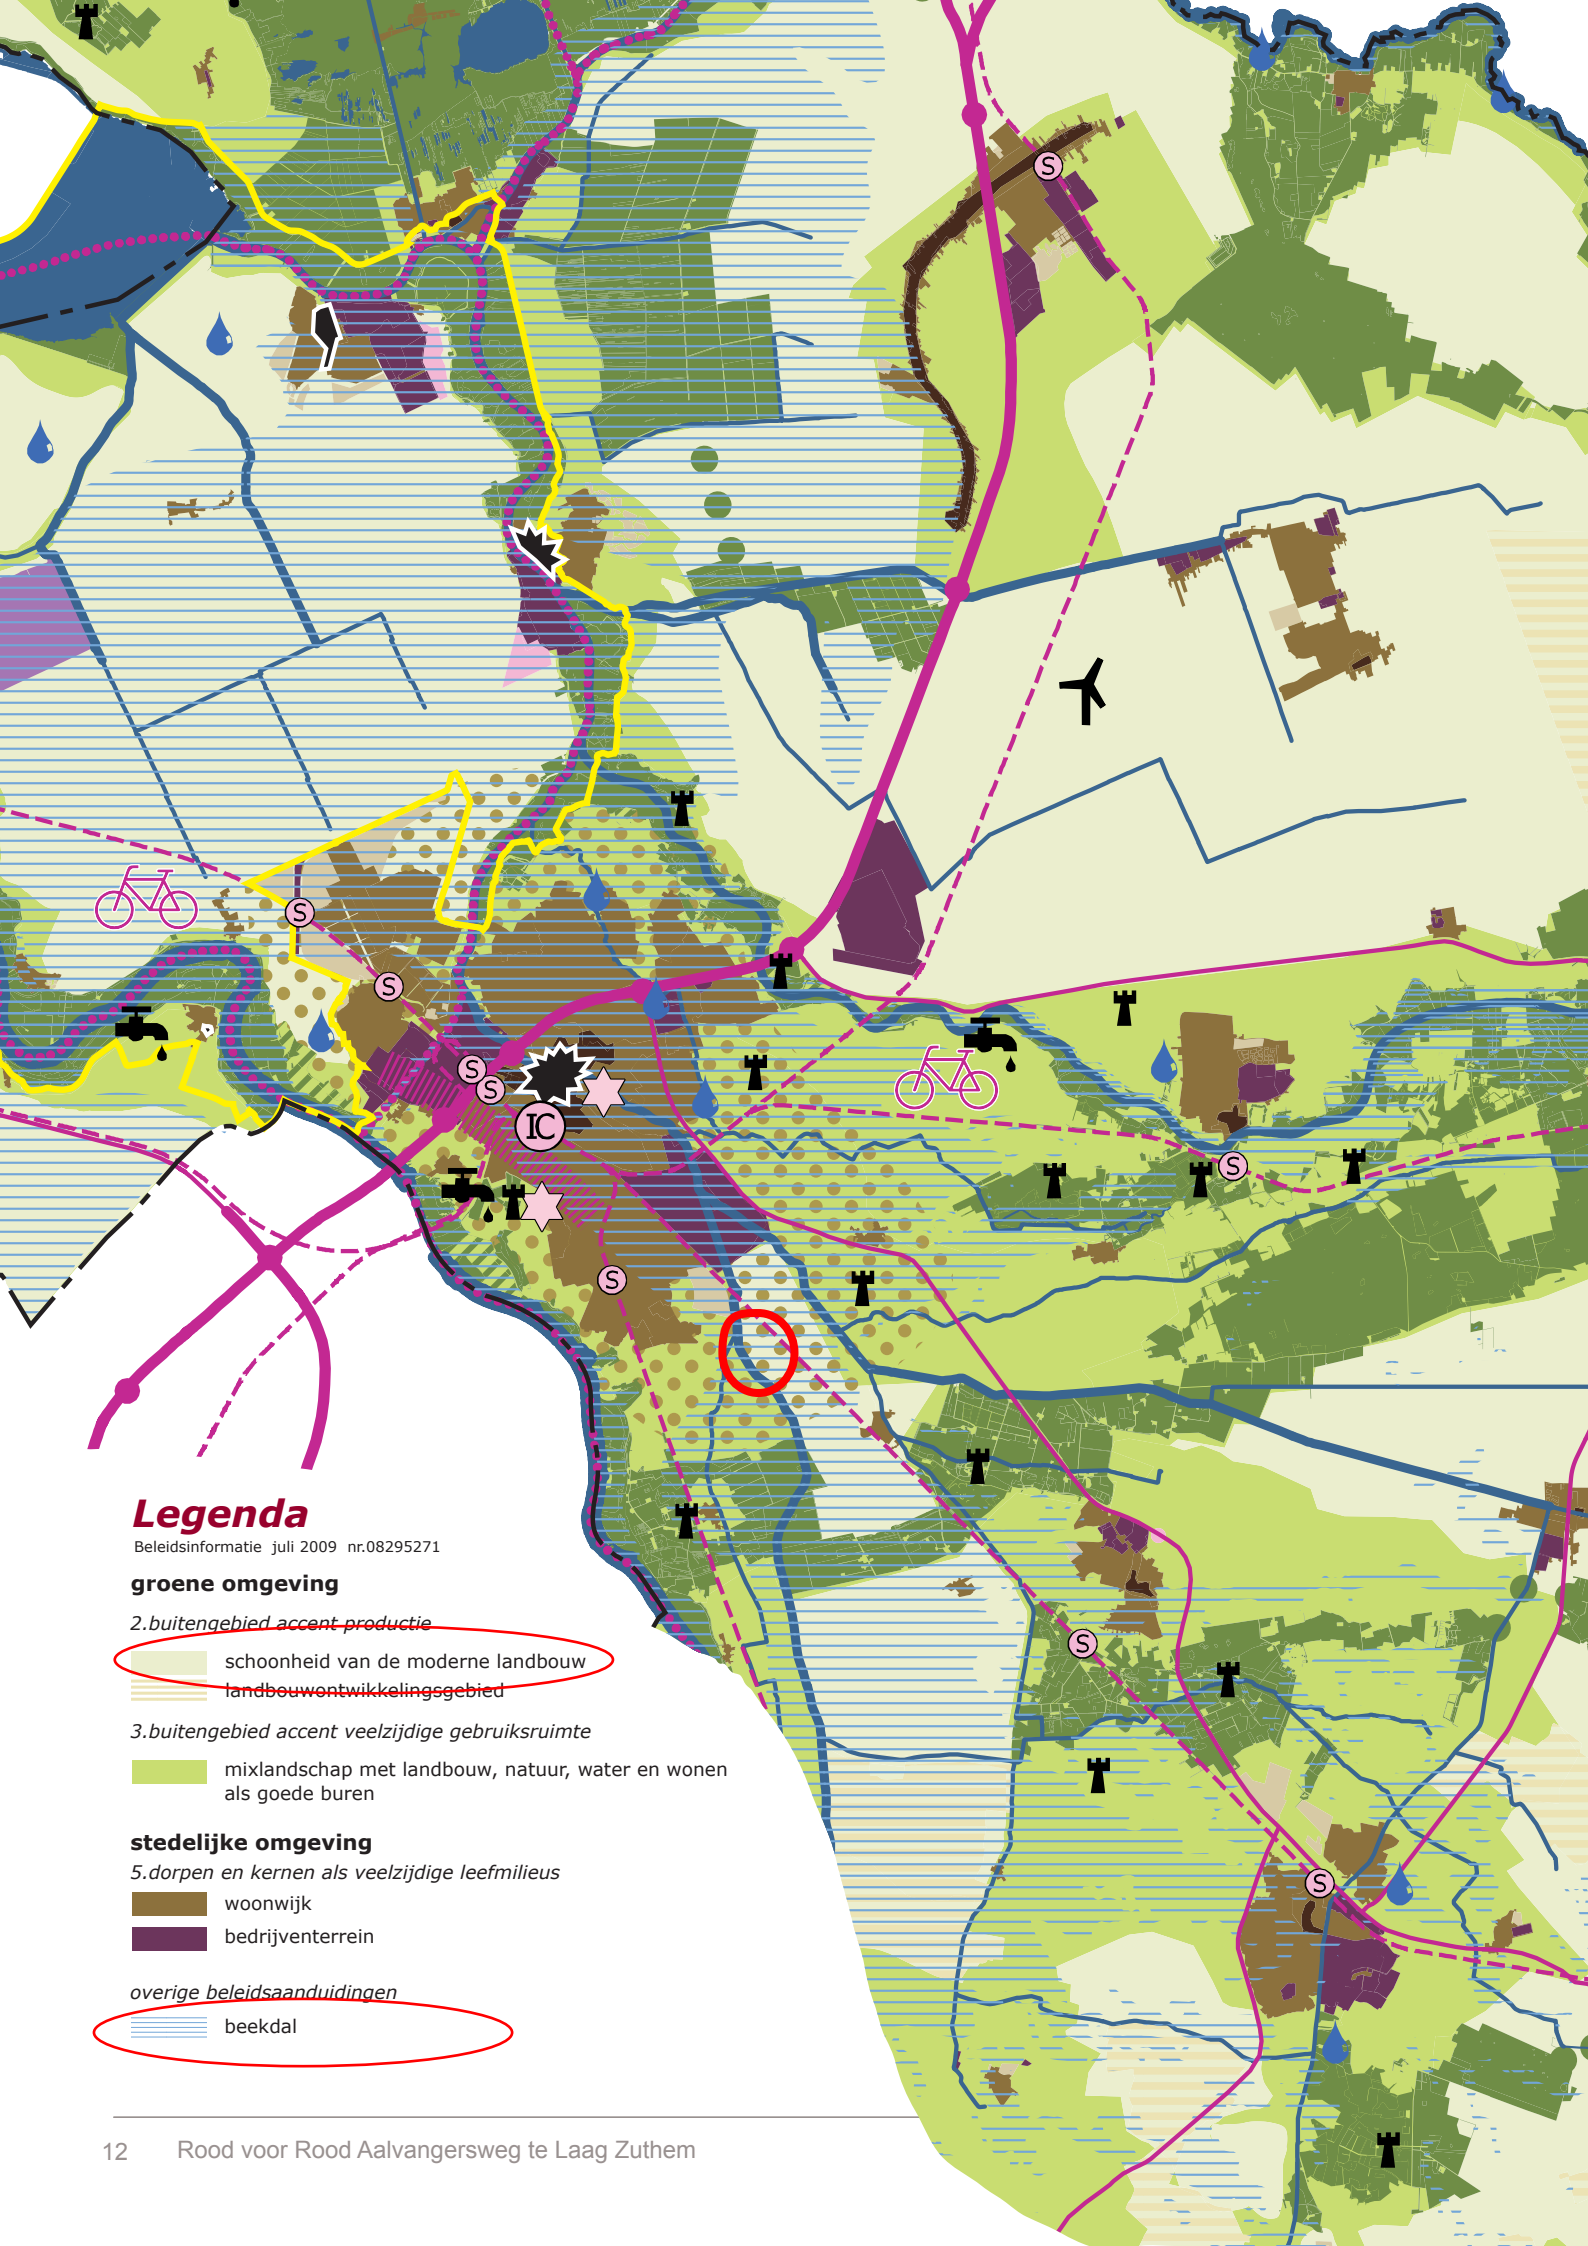 S
S
S
S
S
IC
S
S
S
S
Legenda
Beleidsinformatie juli 2009 nr.08295271
groene omgeving
2.buitengebied accent productie
schoonheid van de moderne landbouw
landbouwontwikkelingsgebied
3.buitengebied accent veelzijdige gebruiksruimte
mixlandschap met landbouw, natuur, water en wonen
als goede buren
stedelijke omgeving
5.dorpen en kernen als veelzijdige leefmilieus
woonwijk
bedrijventerrein
overige beleidsaanduidingen
beekdal
12 Rood voor Rood Aalvangersweg te Laag Zuthem